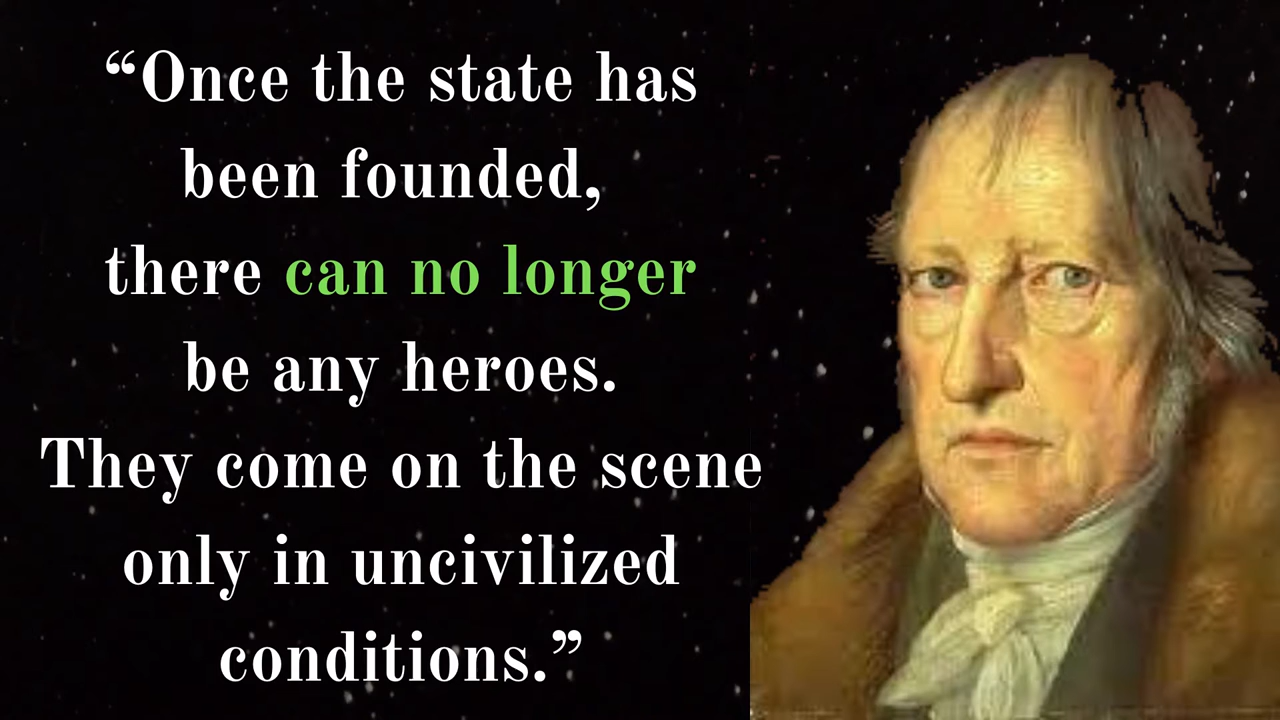 “Once the state has
been founded,
there can no longer
be any heroes.
They come on the scene
only in uncivilized
conditions.”